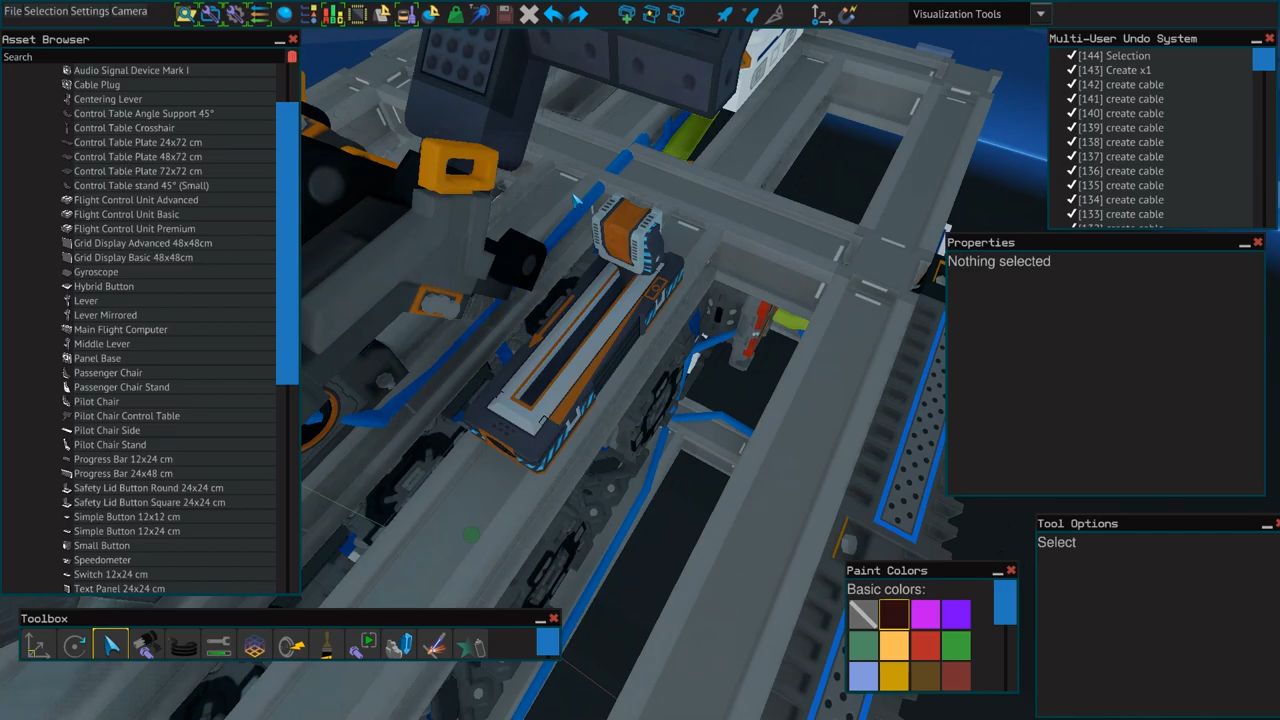 File Selection Settings Camera
Visualization Tools
Asset Browser
Search
Audio Signal Device Mark I
Cable Plug
Centering Lever
Control Table Angle Support 45°
Control Table Crosshair
Control Table Plate 24x72 cm
Control Table Plate 48x72 cm
Control Table Plate 72x72 cm
Control Table stand 45° (Small)
Flight Control Unit Advanced
Flight Control Unit Basic
Flight Control Unit Premium
Grid Display Advanced 48x48cm
Grid Display Basic 48x48cm
Gyroscope
Hybrid Button
Lever
Lever Mirrored
Main Flight Computer
Middle Lever
Panel Base
Passenger Chair
Passenger Chair Stand
Pilot Chair
Pilot Chair Control Table
Pilot Chair Side
Pilot Chair Stand
Progress Bar 12x24 cm
Progress Bar 24x48 cm
Safety Lid Button Round 24x24 cm
Safety Lid Button Square 24x24 cm
Simple Button 12x12 cm
Simple Button 12x24 cm
Small Button
Speedometer
Switch 12x24 cm
Text Panel 24x24 cm
Toolbox
Multi-User Undo System
[144] Selection
[143] Create x1
[142] create cable
[141] create cable
[140] create cable
[139] create cable
[138] create cable
[137] create cable
[136] create cable
[135] create cable
[134] create cable
[133] create cable
Properties
Nothing selected
Tool Options
Select
Paint Colors
Basic colors: